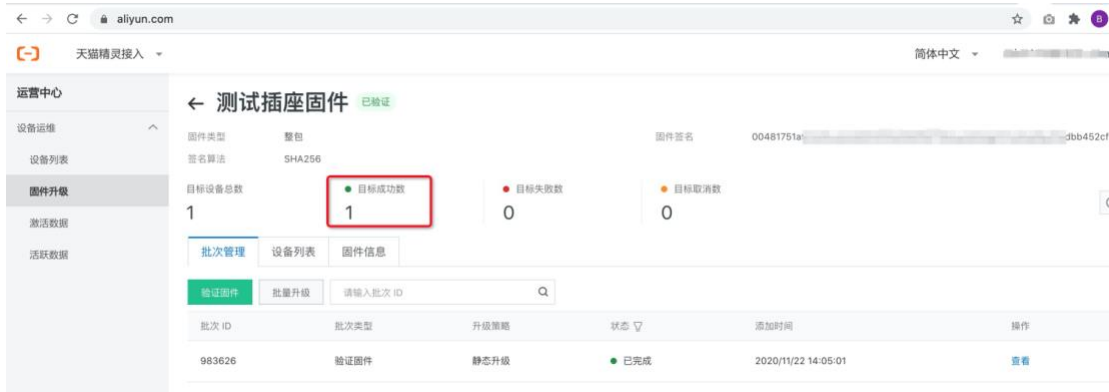 aliyun.com
B
天猫精灵接入
简体中文
运营中心
← 测试插座固件 已验证
设备运维
固件类型 整包 固件签名 00481751a dbb452cf
设备列表
签名算法 SHA256
固件升级
目标设备总数 目标成功数 目标失败数 目标取消数
1 1 0 0
激活数据
活跃数据
批次管理 设备列表 固件信息
验证固件 批量升级 请输入批次 ID
批次 ID 批次类型 升级策略 状态 添加时间 操作
983626 验证固件 静态升级 已完成 2020/11/22 14:05:01 查看